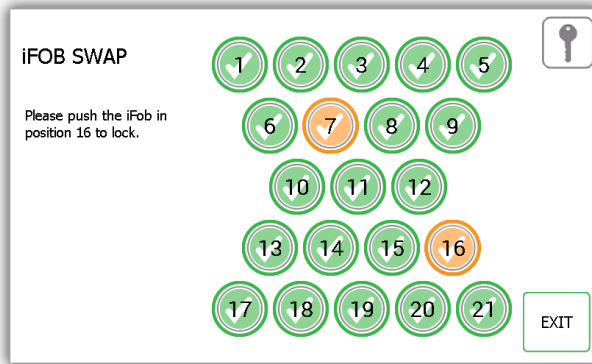 iFOB SWAP
Please push the iFob in
position 16 to lock.
1 2 3 4 5
6 7 8 9
10 11 12
13 14 15 16
17 18 19 20 21
EXIT